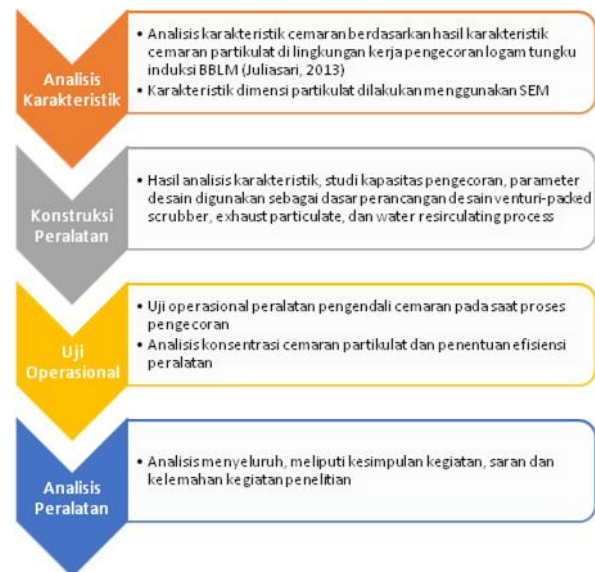 Analisis
Karakteristik
• Analisis karakteristik cemaran berdasarkan hasil karakteristik
cemaran partikulat di lingkungan kerja pengecoran logam tungku
induksi BBLM (Juliasari, 2013)
• Karakteristik dimensi partikulat dilakukan menggunakan SEM
Konstruksi
Peralatan
• Hasil analisis karakteristik, studi kapasitas pengecoran, parameter
desain digunakan sebagai dasar perancangan desain venturi-packed
scrubber, exhaust particulate, dan water resirculating process
Uji
Operasional
• Uji operasional peralatan pengendali cemaran pada saat proses
pengecoran
• Analisis konsentrasi cemaran partikulat dan penentuan efisiensi
peralatan
Analisis
Peralatan
• Analisis menyeluruh, meliputi kesimpulan kegiatan, saran dan
kelemahan kegiatan penelitian